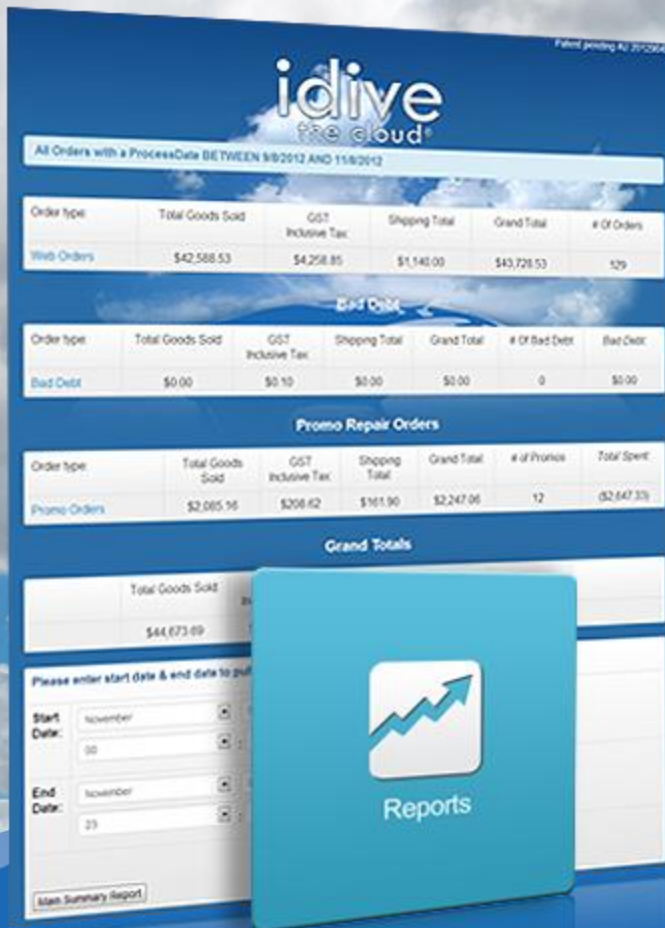 Patent pending AU
idive
the cloud®
All Orders with a ProcessDate BETWEEN 9/8/2012 AND 11/8/2012
Order type: Total Goods Sold GST Inclusive Tax: Shipping Total Grand Total # Of Orders
Web Orders $42,588.53 $4,258.85 $1,140.00 $43,728.53 129
Bad Debt
Order type: Total Goods Sold GST Inclusive Tax: Shipping Total Grand Total # Of Bad Debt Bad Debt:
Bad Debt $0.00 $0.10 $0.00 $0.00 0 $0.00
Promo Repair Orders
Order type: Total Goods Sold GST Inclusive Tax: Shipping Total: Grand Total: # of Promos Total Spent:
Promo Orders $2,085.16 $208.62 $161.90 $2,247.06 12 ($2,647.33)
Grand Totals
Total Goods Sold
$44,673.69
Please enter start date & end date to
Start Date: November
00 :
End Date: November
23 :
Main Summary Report
Reports